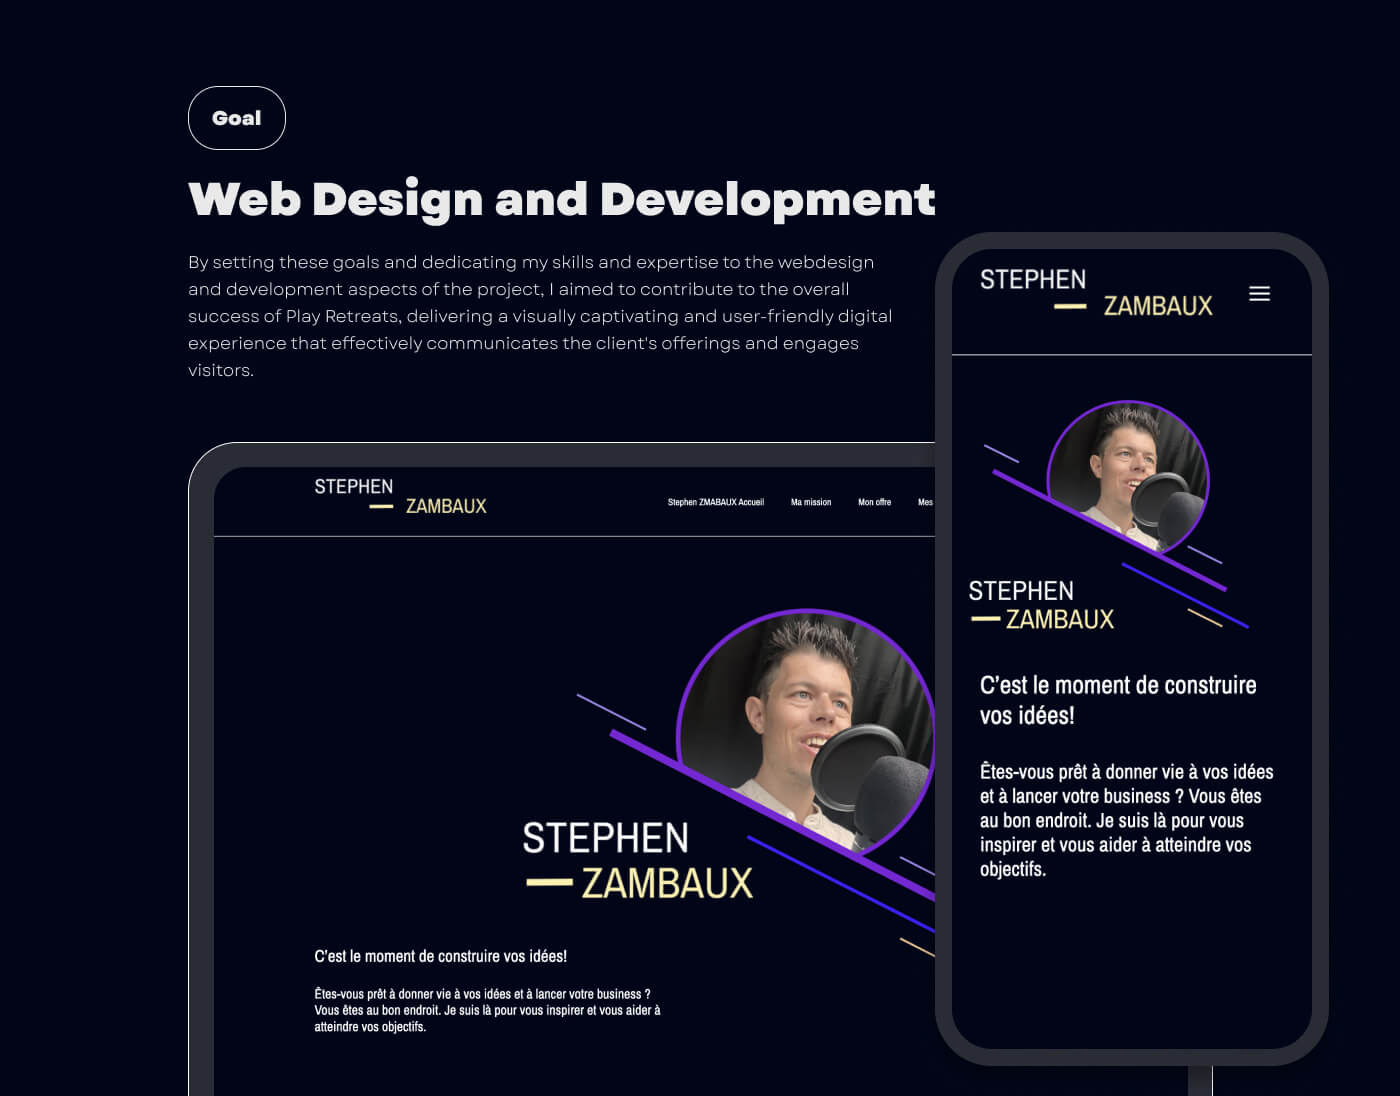 Goal
Web Design and Development
By setting these goals and dedicating my skills and expertise to the webdesign
and development aspects of the project, I aimed to contribute to the overall
success of Play Retreats, delivering a visually captivating and user-friendly digital
experience that effectively communicates the client's offerings and engages
visitors.
STEPHEN
ZAMBAUX
Stephen ZMABAUX Accueil Ma mission Mon offre Mes
STEPHEN
ZAMBAUX
C'est le moment de construire vos idées!
Êtes-vous prêt à donner vie à vos idées et à lancer votre business ?
Vous êtes au bon endroit. Je suis là pour vous inspirer et vous aider à
atteindre vos objectifs.
STEPHEN
ZAMBAUX
STEPHEN
ZAMBAUX
C'est le moment de construire
vos idées!
Êtes-vous prêt à donner vie à vos idées
et à lancer votre business ? Vous êtes
au bon endroit. Je suis là pour vous
inspirer et vous aider à atteindre vos
objectifs.